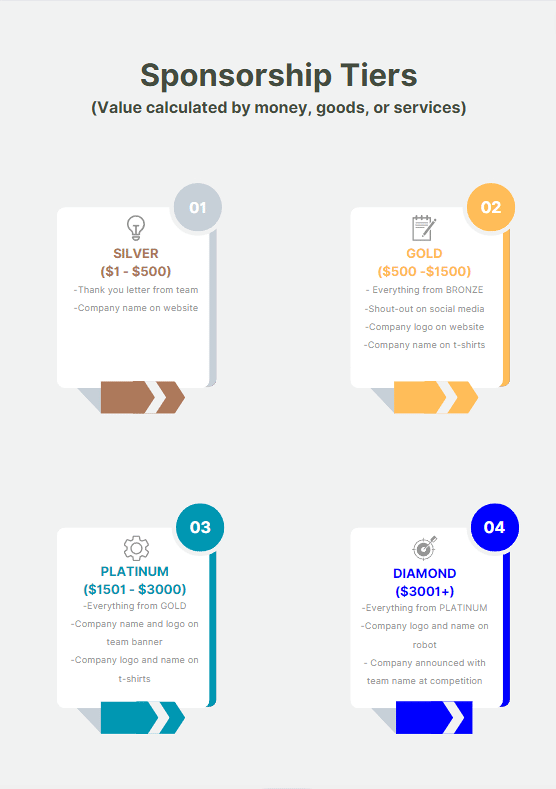 Sponsorship Tiers
(Value calculated by money, goods, or services)
01
SILVER
($1 - $500)
-Thank you letter from team
-Company name on website
02
GOLD
($500 -$1500)
- Everything from BRONZE
-Shout-out on social media
-Company logo on website
-Company name on t-shirts
03
PLATINUM
($1501 - $3000)
-Everything from GOLD
-Company name and logo on
team banner
-Company logo and name on
t-shirts
04
DIAMOND
($3001+)
-Everything from PLATINUM
-Company logo and name on
robot
- Company announced with
team name at competition